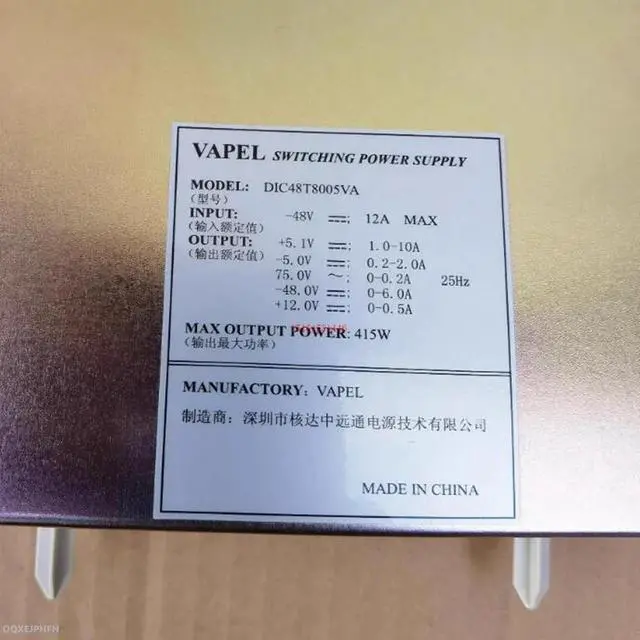 VAPEL SWITCHING POWER SUPPLY
MODEL: DIC48T8005VA
(型号)
INPUT: -48V ⎓; 12A MAX
(输入额定值)
OUTPUT: +5.1V ⎓; 1.0-10A
(输出额定值) -5.0V ⎓; 0.2-2.0A
75.0V ~; 0-0.2A 25Hz
-48.0V ⎓; 0-6.0A
+12.0V ⎓; 0-0.5A
MAX OUTPUT POWER: 415W
(输出最大功率)
MANUFACTORY: VAPEL
制造商: 深圳市核达中远通电源技术有限公司
MADE IN CHINA
OQXEJPHFN